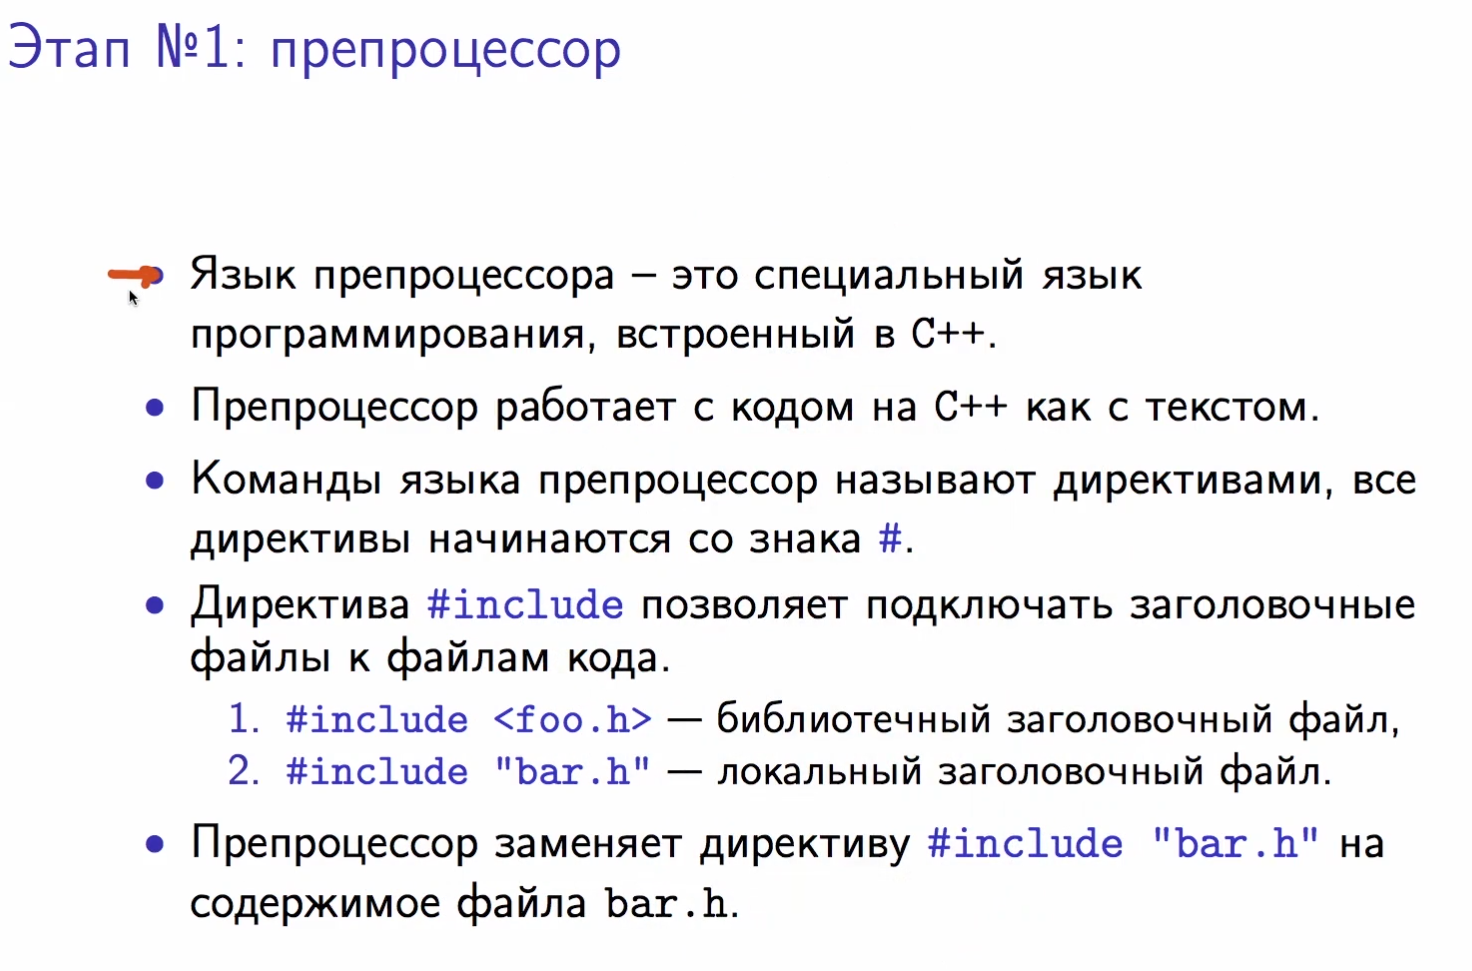 Этап №1: препроцессор
Язык препроцессора – это специальный язык
программирования, встроенный в C++.
Препроцессор работает с кодом на C++ как с текстом.
Команды языка препроцессор называют директивами, все
директивы начинаются со знака #.
Директива #include позволяет подключать заголовочные
файлы к файлам кода.
1. #include <foo.h> — библиотечный заголовочный файл,
2. #include "bar.h" — локальный заголовочный файл.
Препроцессор заменяет директиву #include "bar.h" на
содержимое файла bar.h.